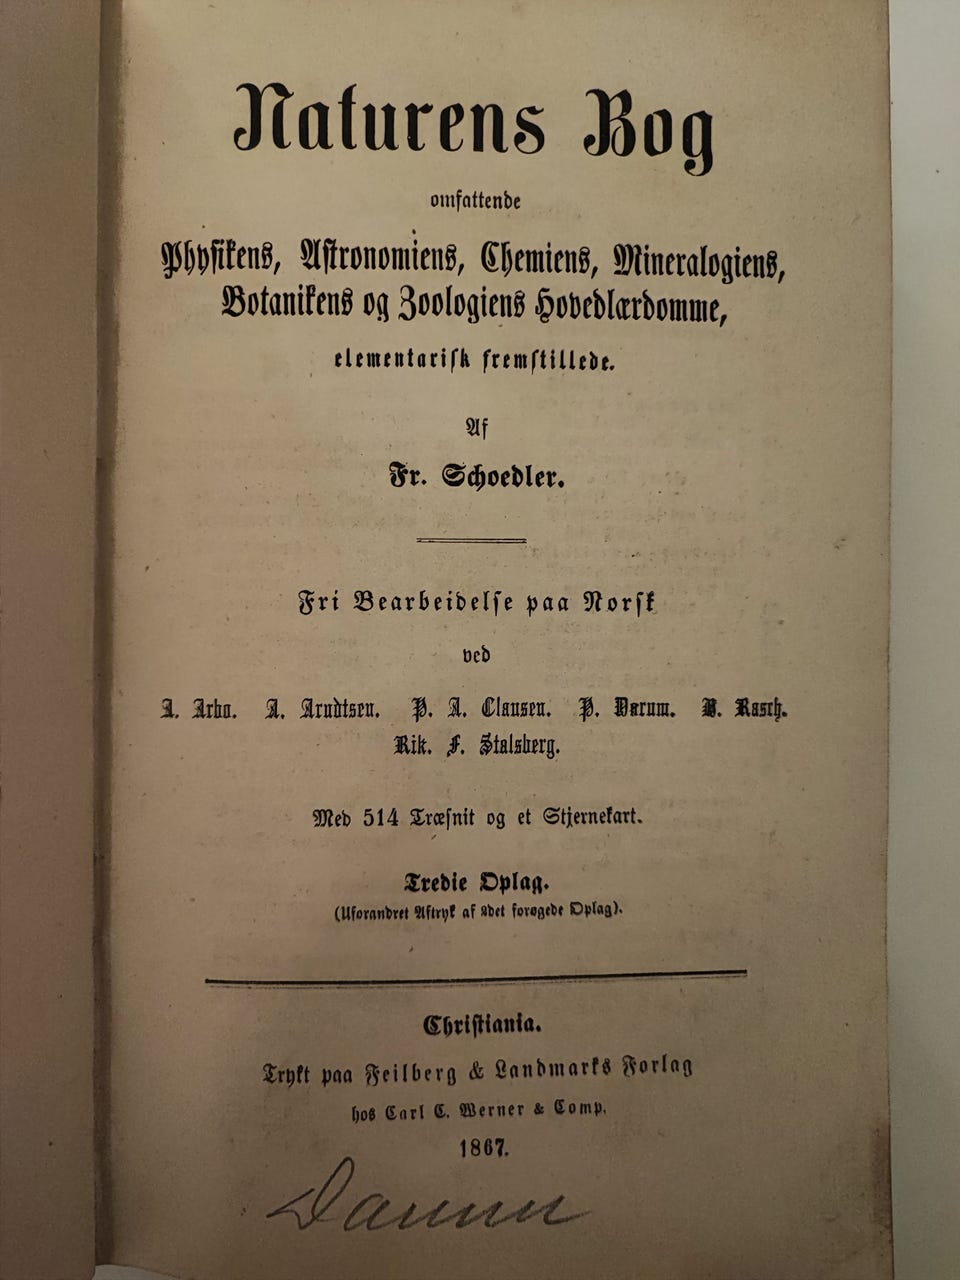 Naturens Bog
omfattende
Physikens, Astronomiens, Chemiens, Mineralogiens,
Botanikens og Zoologiens Hovedlærdomme,
elementarisk fremstillede.
Af
Fr. Schoedler.
Fri Bearbeidelse paa Norsk
ved
A. Arbo. A. Arndtsen. P. A. Clausen. P. Warum. H. Rasch.
Nik. F. Stalsberg.
Med 514 Træsnit og et Stjernekart.
Tredie Oplag.
(Uforandret Aftryk af 2det forøgede Oplag).
Christiania.
Trykt paa Feilberg & Landmarks Forlag
hos Carl C. Werner & Comp.
1867.